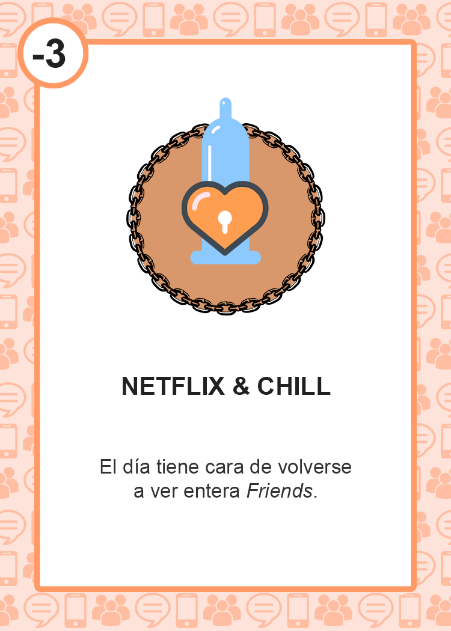 -3
NETFLIX & CHILL
El día tiene cara de volverse
a ver entera Friends.